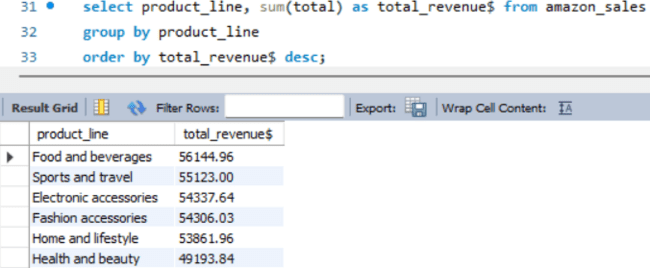 31 select product_line, sum(total) as total_revenue$ from amazon_sales
32 group by product_line
33 order by total_revenue$ desc;
Result Grid Filter Rows: Export: Wrap Cell Content: IA
product_line total_revenue$
Food and beverages 56144.96
Sports and travel 55123.00
Electronic accessories 54337.64
Fashion accessories 54306.03
Home and lifestyle 53861.96
Health and beauty 49193.84